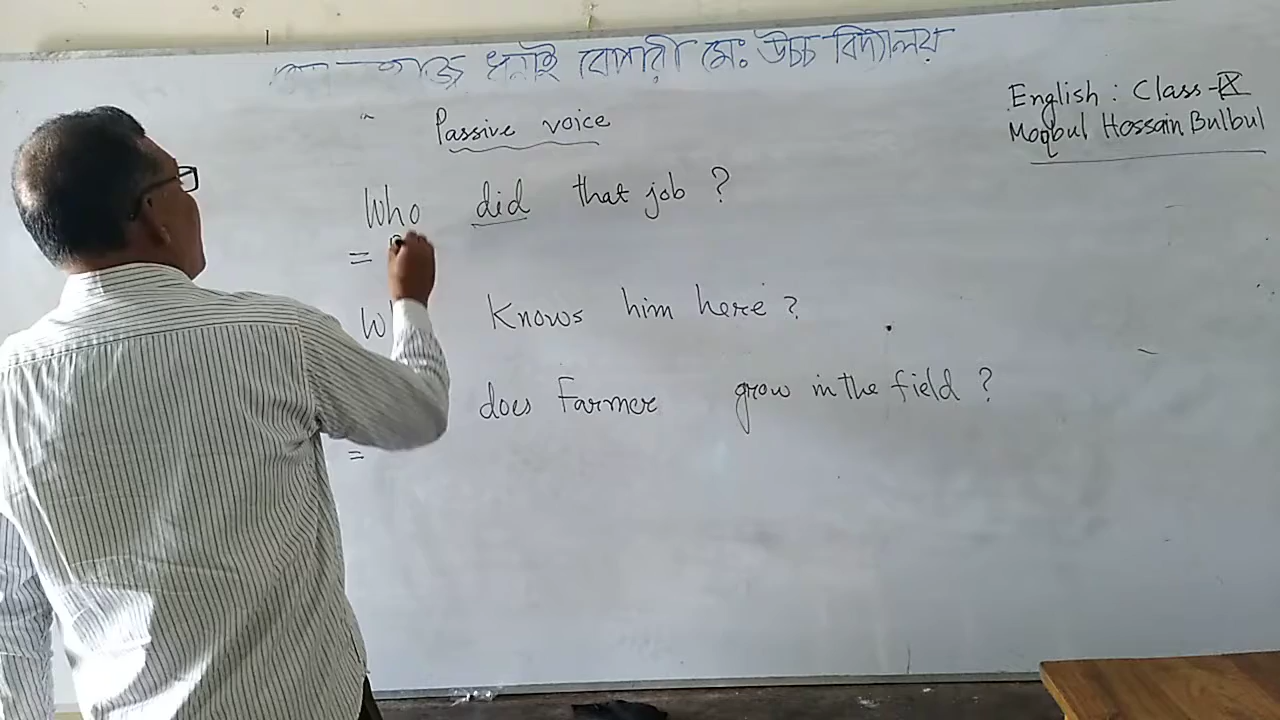 ধনাই বেপারী মেঃ উচ্চ বিদ্যালয়
English : Class-IX
Moqbul Hossain Bulbul
Passive voice
Who did that job ?
=
Knows him here ?
does Farmer grow in the field ?
=